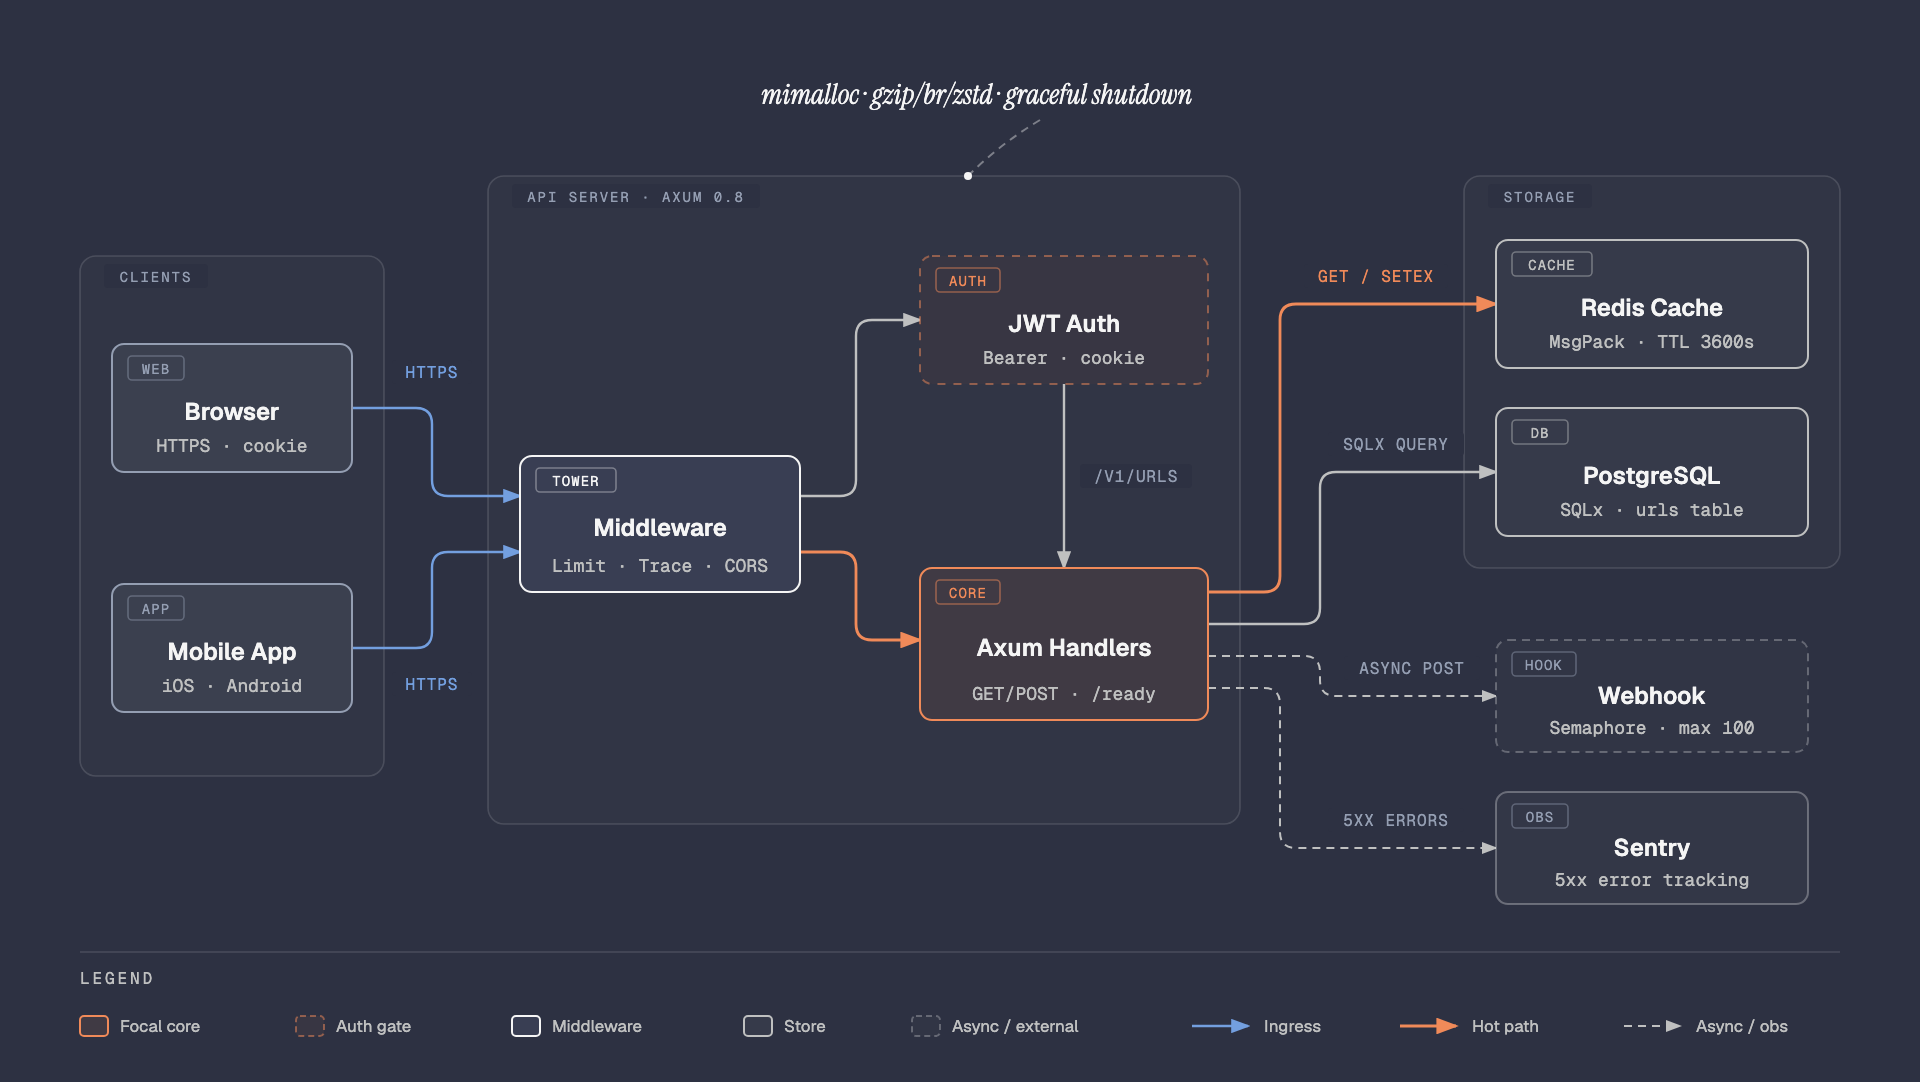 mimalloc · gzip/br/zstd · graceful shutdown
API SERVER · AXUM 0.8
STORAGE
CLIENTS
WEB
Browser
HTTPS · cookie
HTTPS
APP
Mobile App
iOS · Android
HTTPS
TOWER
Middleware
Limit · Trace · CORS
AUTH
JWT Auth
Bearer · cookie
/V1/URLS
CORE
Axum Handlers
GET/POST · /ready
GET / SETEX
CACHE
Redis Cache
MsgPack · TTL 3600s
SQLX QUERY
DB
PostgreSQL
SQLx · urls table
ASYNC POST
HOOK
Webhook
Semaphore · max 100
5XX ERRORS
OBS
Sentry
5xx error tracking
LEGEND
Focal core
Auth gate
Middleware
Store
Async / external
Ingress
Hot path
Async / obs